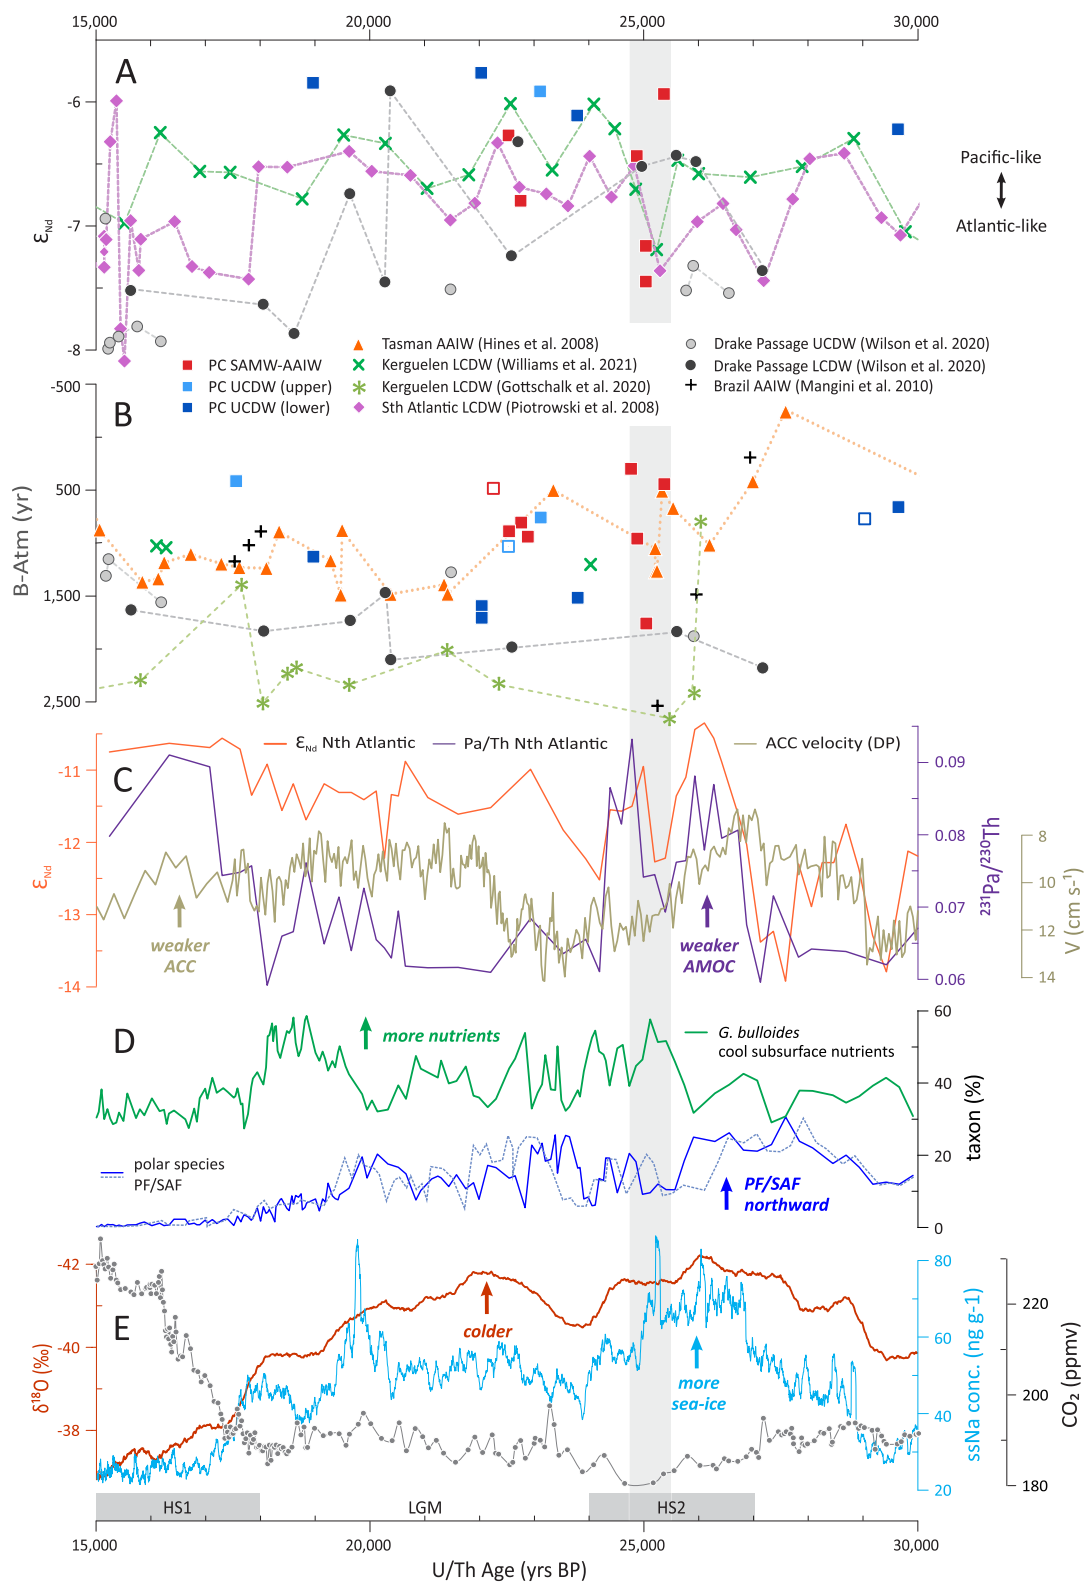 15,000 20,000 25,000 30,000
A
-6
-7
-8
εNd
Pacific-like
Atlantic-like
PC SAMW-AAIW
PC UCDW (upper)
PC UCDW (lower)
Tasman AAIW (Hines et al. 2008)
Kerguelen LCDW (Williams et al. 2021)
Kerguelen LCDW (Gottschalk et al. 2020)
Sth Atlantic LCDW (Piotrowski et al. 2008)
Drake Passage UCDW (Wilson et al. 2020)
Drake Passage LCDW (Wilson et al. 2020)
Brazil AAIW (Mangini et al. 2010)
B
-500
500
1,500
2,500
B-Atm (yr)
C
εNd Nth Atlantic
Pa/Th Nth Atlantic
ACC velocity (DP)
-11
-12
-13
-14
εNd
0.09
0.08
0.07
0.06
²³¹Pa/²³⁰Th
8
10
12
14
V (cm s⁻¹)
weaker
ACC
weaker
AMOC
D
more nutrients
G. bulloides
cool subsurface nutrients
polar species
PF/SAF
PF/SAF
northward
60
40
20
0
taxon (%)
E
-42
-40
-38
δ¹⁸O (‰)
colder
more
sea-ice
80
60
40
20
ssNa conc. (ng g-1)
220
200
180
CO₂ (ppmv)
HS1 LGM HS2
15,000 20,000 25,000 30,000
U/Th Age (yrs BP)